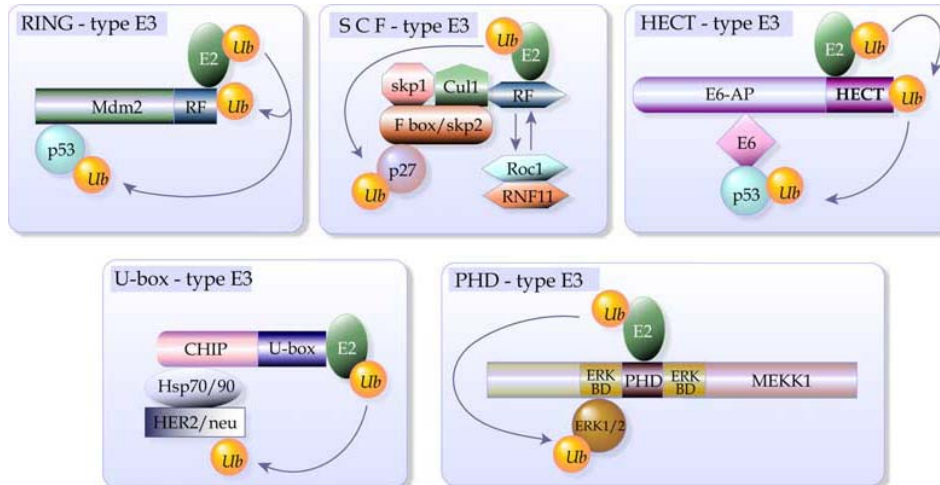 RING - type E3
E2
Ub
Mdm2
RF
Ub
p53
Ub
S C F - type E3
Ub
E2
skp1
Cul1
RF
F box/skp2
p27
Ub
Roc1
RNF11
HECT - type E3
E2
Ub
E6-AP
HECT
Ub
E6
p53
Ub
U-box - type E3
CHIP
U-box
E2
Ub
Hsp70/90
HER2/neu
Ub
PHD - type E3
Ub
E2
ERK
BD
PHD
ERK
BD
MEKK1
ERK1/2
Ub